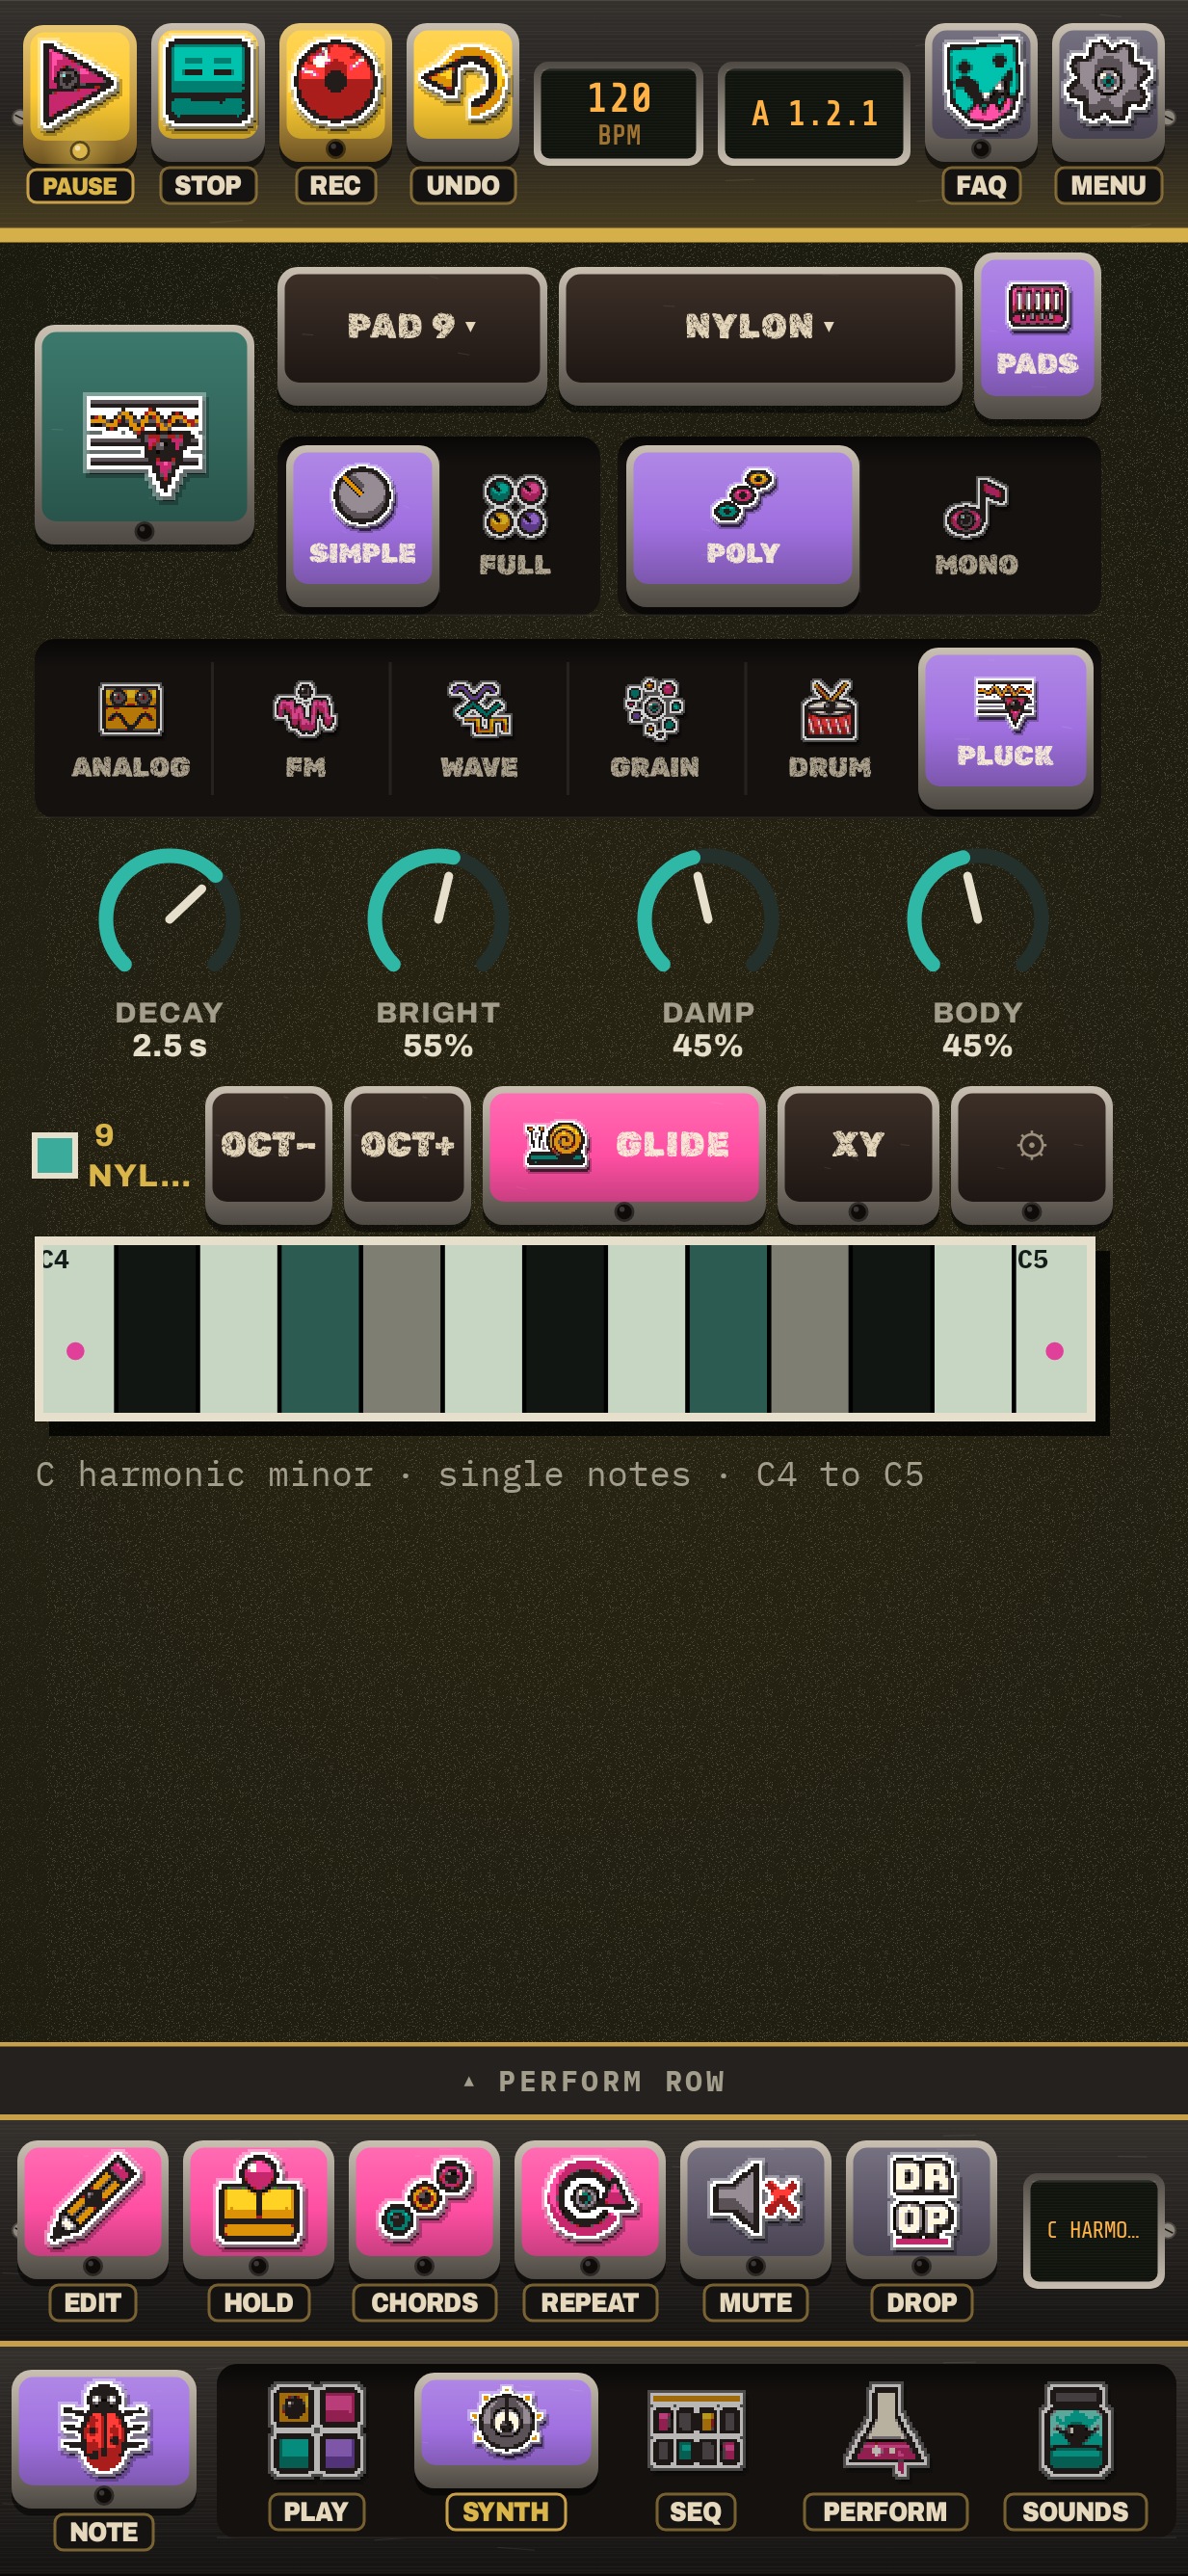 120
BPM
A 1.2.1
PAUSE STOP REC UNDO FAQ MENU
PAD 9 ▾
NYLON ▾
PADS
SIMPLE FULL POLY MONO
ANALOG FM WAVE GRAIN DRUM PLUCK
DECAY BRIGHT DAMP BODY
2.5 s 55% 45% 45%
9
NYL...
OCT- OCT+ GLIDE XY
C4 C5
C harmonic minor · single notes · C4 to C5
▴ PERFORM ROW
DR
OP
C HARMO...
EDIT HOLD CHORDS REPEAT MUTE DROP
NOTE PLAY SYNTH SEQ PERFORM SOUNDS